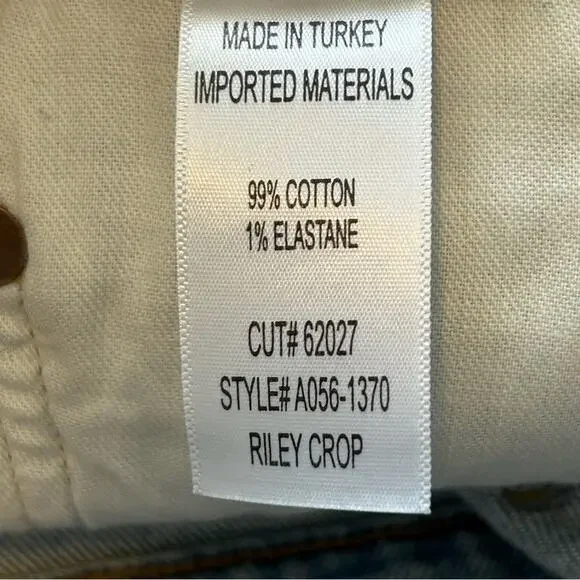 MADE IN TURKEY
IMPORTED MATERIALS
99% COTTON
1% ELASTANE
CUT# 62027
STYLE# A056-1370
RILEY CROP